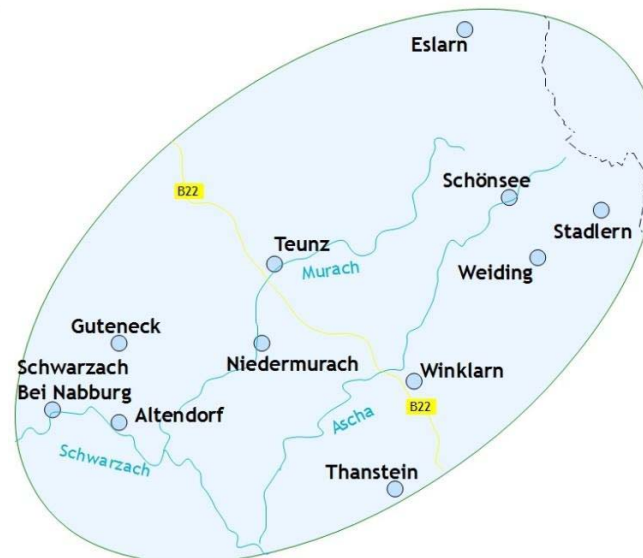 Eslarn
B22
Schönsee
Stadlern
Teunz
Murach
Weiding
Guteneck
Niedermurach
Schwarzach
Bei Nabburg
Winklarn
B22
Altendorf
Ascha
Schwarzach
Thanstein